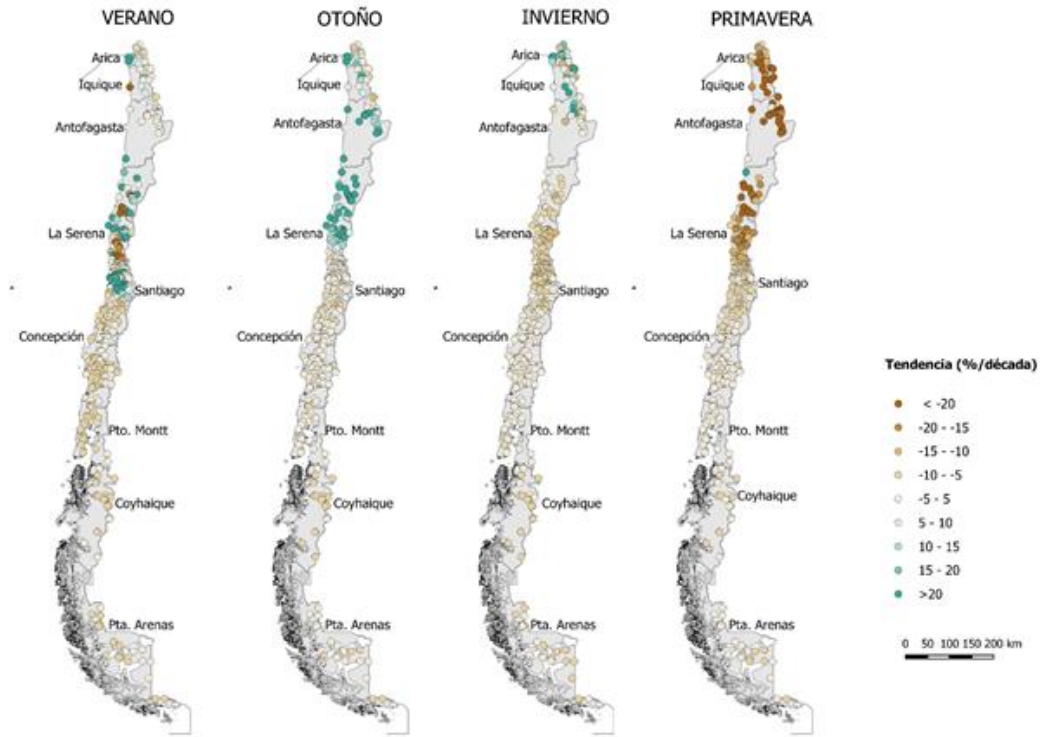 VERANO
Arica
Iquique
Antofagasta
La Serena
Santiago
Concepción
Pto. Montt
Coyhaique
Pta. Arenas
OTOÑO
Arica
Iquique
Antofagasta
La Serena
Santiago
Concepción
Pto. Montt
Coyhaique
Pta. Arenas
INVIERNO
Arica
Iquique
Antofagasta
La Serena
Santiago
Concepción
Pto. Montt
Coyhaique
Pta. Arenas
PRIMAVERA
Arica
Iquique
Antofagasta
La Serena
Santiago
Concepción
Pto. Montt
Coyhaique
Pta. Arenas
Tendencia (%/década)
< -20
-20 - -15
-15 - -10
-10 - -5
-5 - 5
5 - 10
10 - 15
15 - 20
>20
0 50 100 150 200 km